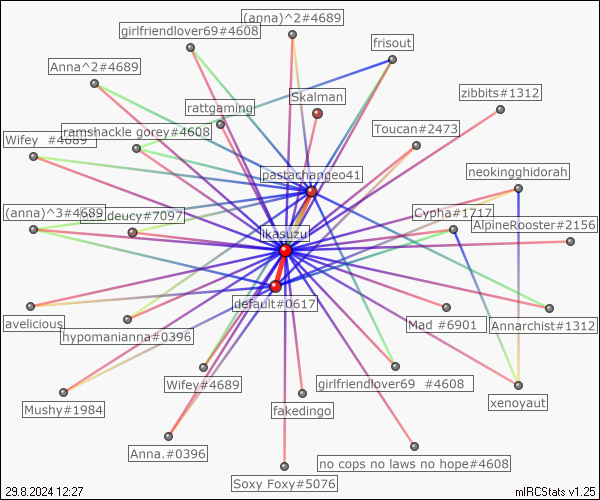 (anna)^2#4689
girlfriendlover69#4608
frisout
Anna^2#4689
zibbits#1312
Skalman
rattgaming
Toucan#2473
ramshackle gorey#4608
Wifey #4689
pastachangeo41
neokingghidorah
(anna)^3#4689
deucy#7097
Cypha#1717
AlpineRooster#2156
jikasuzu
default#0617
avelicious
Mad #6901
Annarchist#1312
hypomanianna#0396
Wifey#4689
girlfriendlover69 #4608
xenoyaut
Mushy#1984
fakedingo
Anna.#0396
no cops no laws no hope#4608
Soxy Foxy#5076
29.8.2024 12:27
mIRCStats v1.25